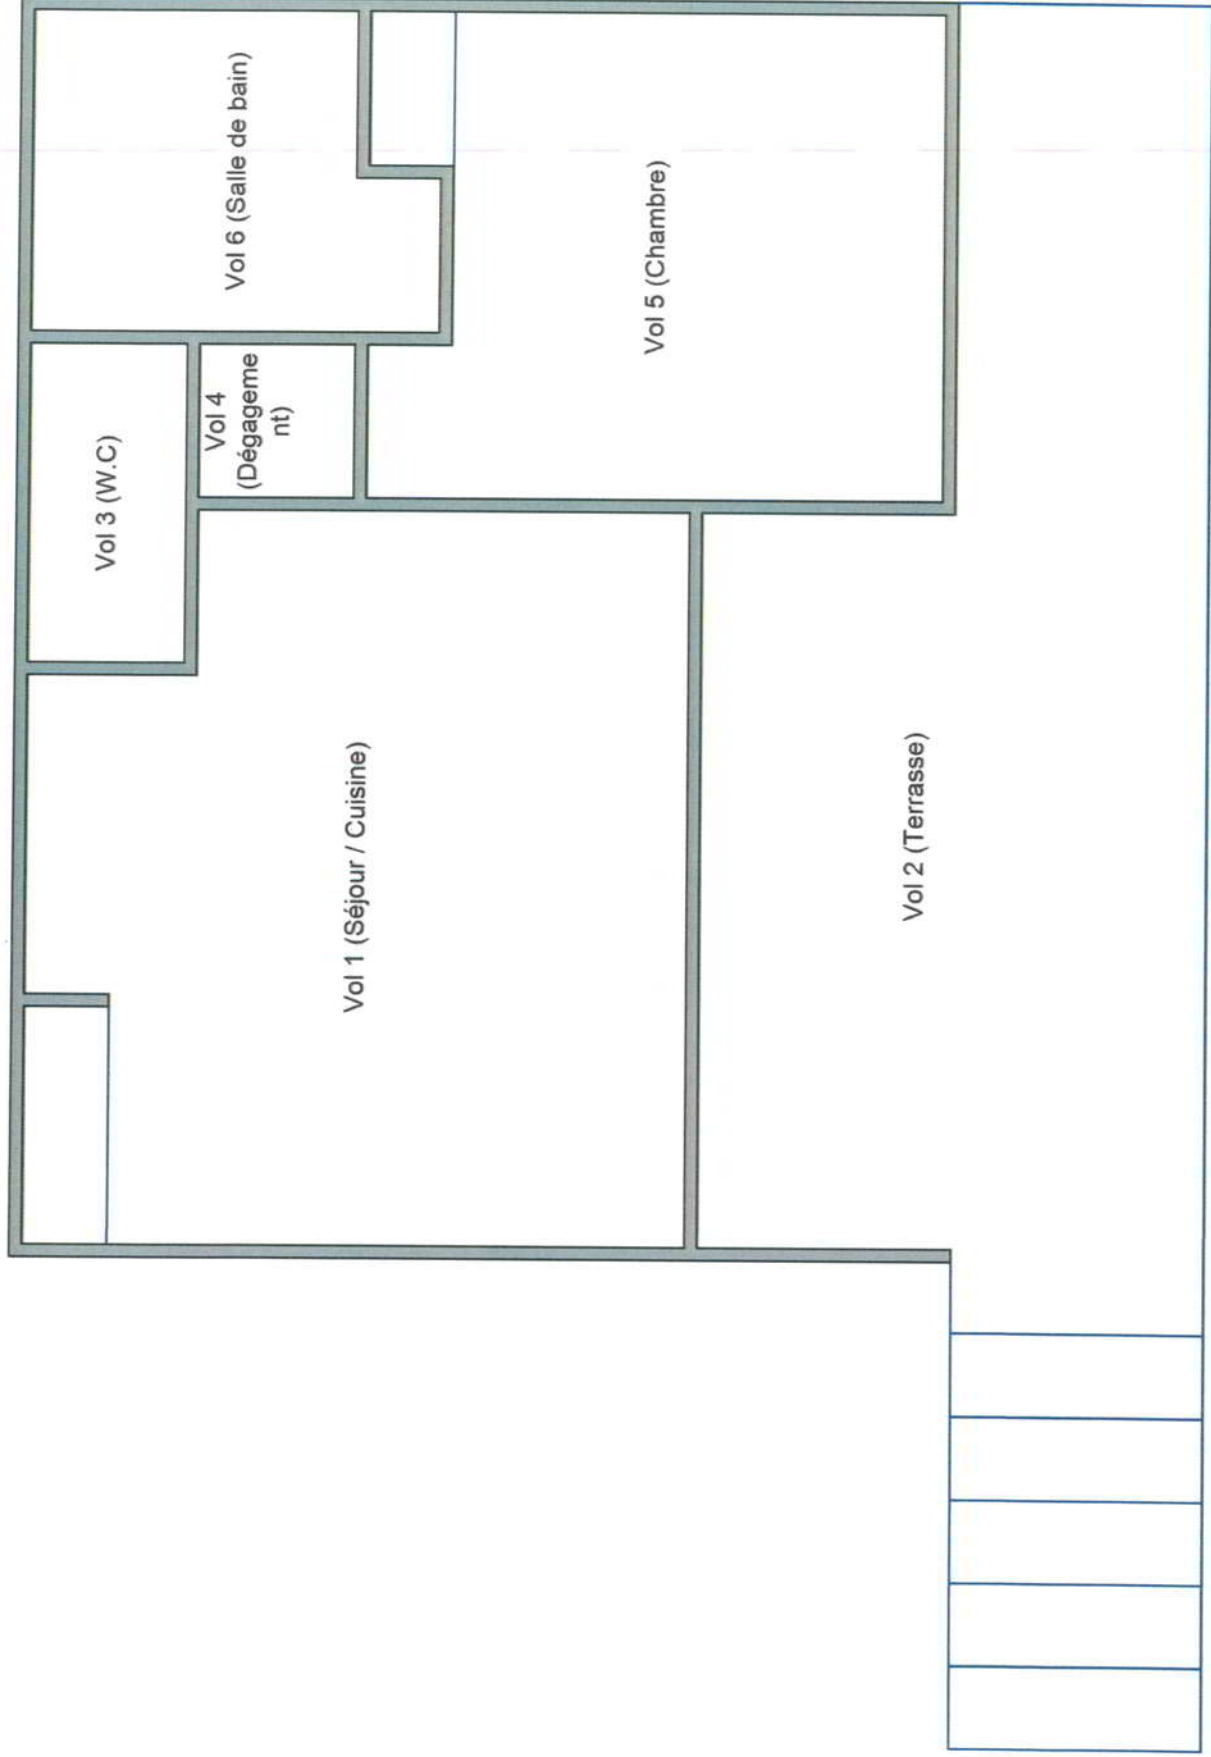 Vol 1 (Séjour / Cuisine)
Vol 2 (Terrasse)
Vol 3 (W.C)
Vol 4
(Dégageme
nt)
Vol 5 (Chambre)
Vol 6 (Salle de bain)